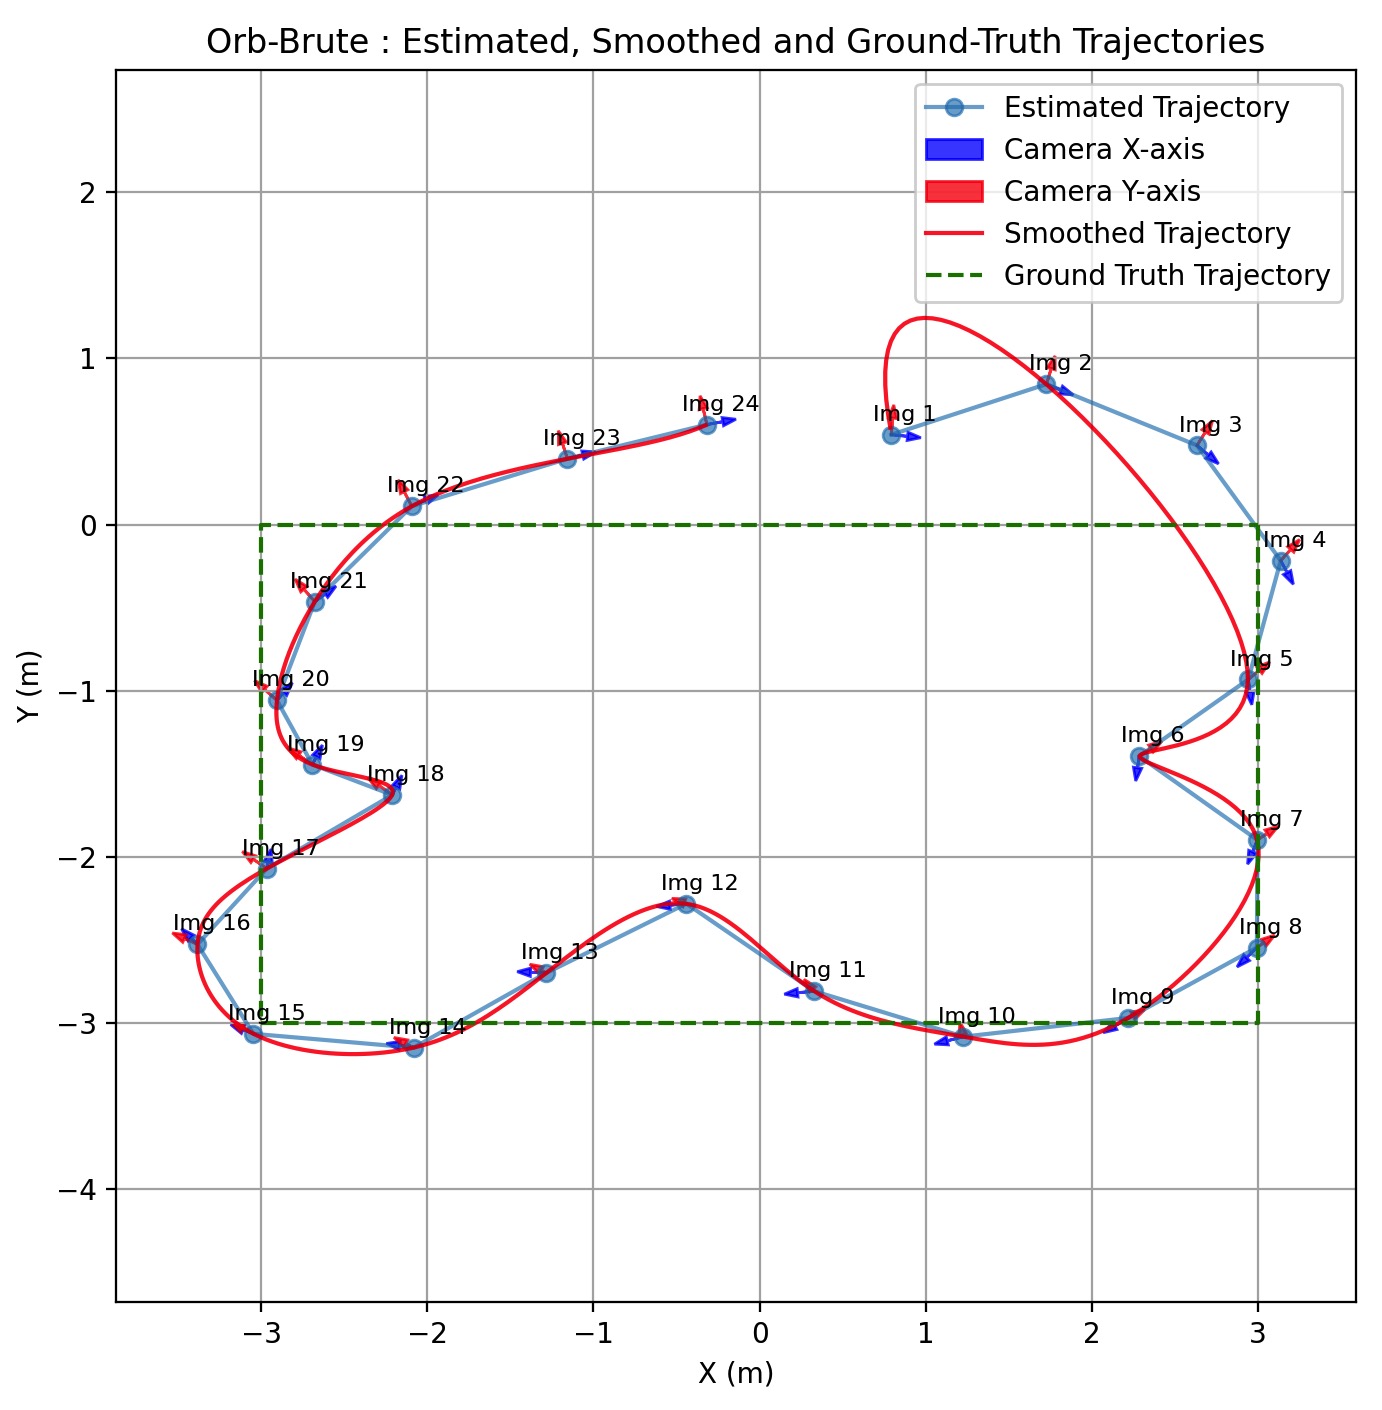 Orb-Brute : Estimated, Smoothed and Ground-Truth Trajectories
Estimated Trajectory
Camera X-axis
Camera Y-axis
Smoothed Trajectory
Ground Truth Trajectory
Img 1
Img 2
Img 3
Img 4
Img 5
Img 6
Img 7
Img 8
Img 9
Img 10
Img 11
Img 12
Img 13
Img 14
Img 15
Img 16
Img 17
Img 18
Img 19
Img 20
Img 21
Img 22
Img 23
Img 24
Y (m)
2
1
0
−1
−2
−3
−4
−3
−2
−1
0
1
2
3
X (m)